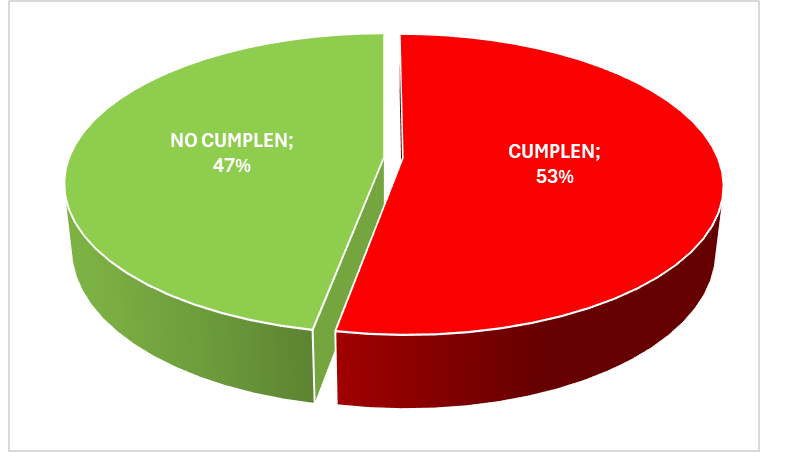 NO CUMPLEN;
47%
CUMPLEN;
53%